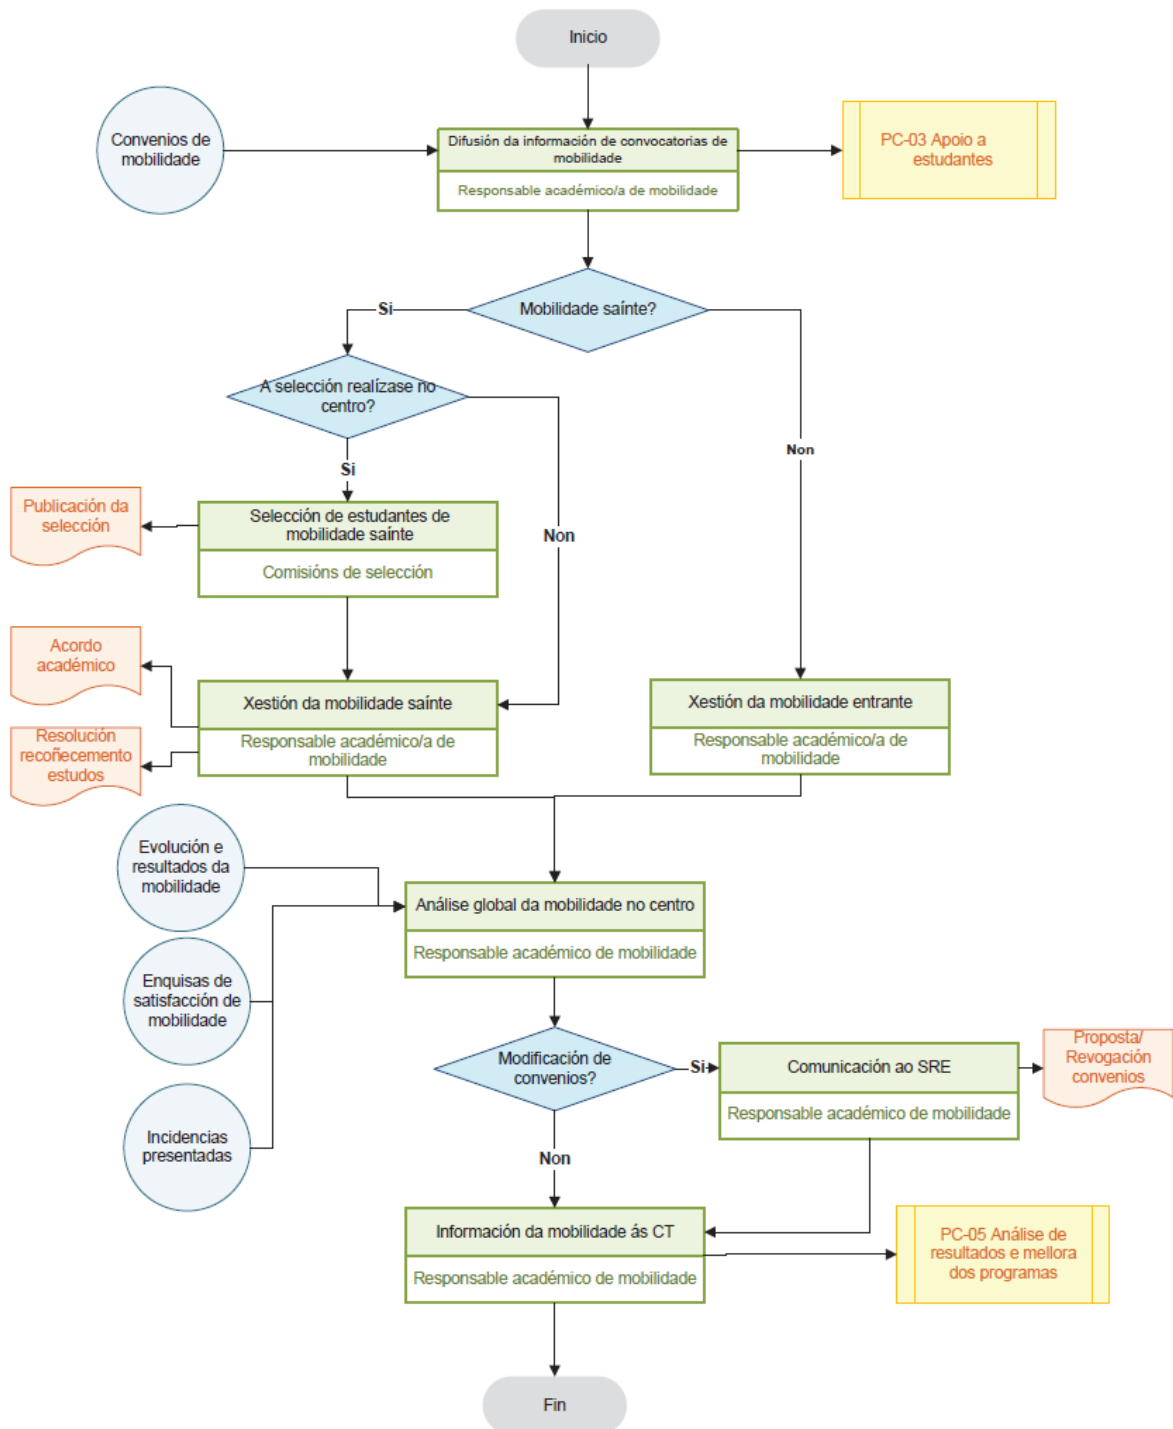 Inicio
Convenios de
mobilidade
Difusión da información de convocatorias de
mobilidade
Responsable académico/a de mobilidade
PC-03 Apoio a
estudantes
Mobilidade saínte?
Si
A selección realízase no
centro?
Non
Si
Publicación da
selección
Selección de estudantes de
mobilidade saínte
Comisións de selección
Non
Acordo
académico
Xestión da mobilidade saínte
Responsable académico/a de
mobilidade
Xestión da mobilidade entrante
Responsable académico/a de
mobilidade
Resolución
recoñecemento
estudos
Evolución e
resultados da
mobilidade
Análise global da mobilidade no centro
Responsable académico de mobilidade
Enquisas de
satisfacción de
mobilidade
Modificación de
convenios?
Si
Comunicación ao SRE
Responsable académico de mobilidade
Proposta/
Revogación
convenios
Incidencias
presentadas
Non
Información da mobilidade ás CT
Responsable académico de mobilidade
PC-05 Análise de
resultados e mellora
dos programas
Fin